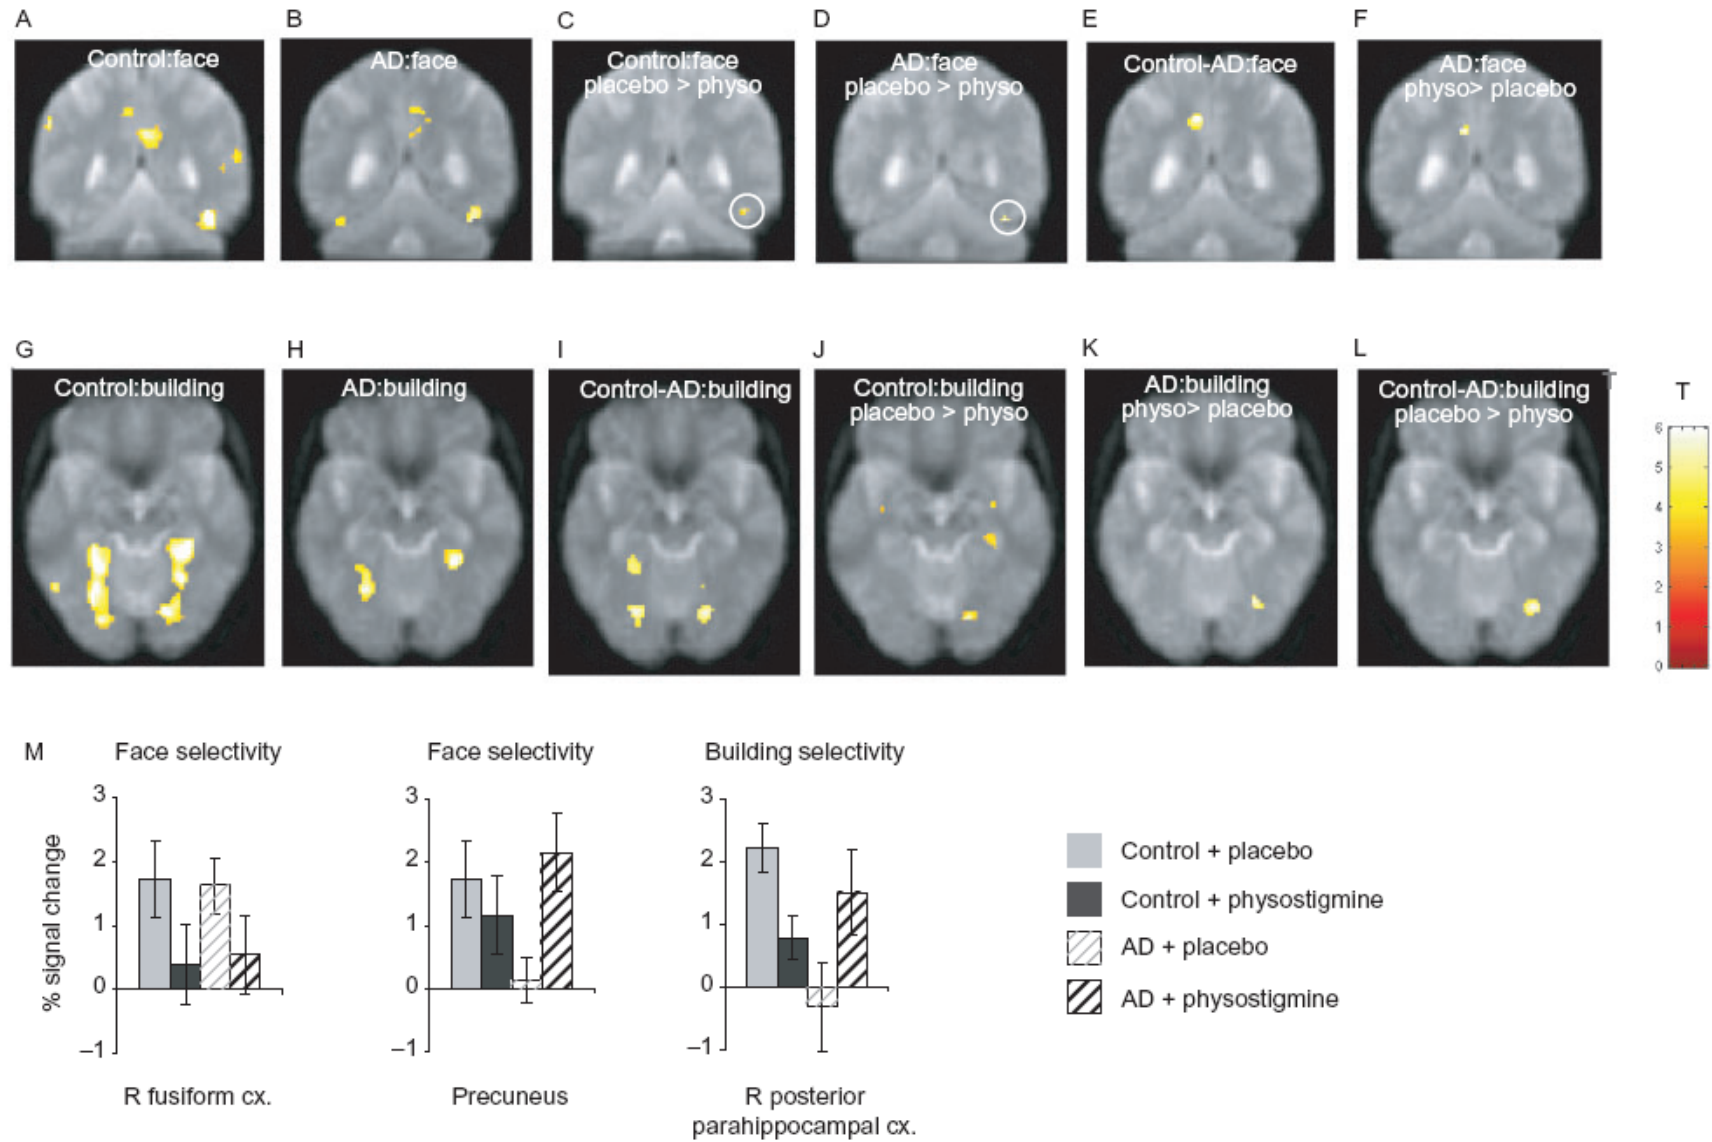 A
B
C
D
E
F
Control:face
AD:face
Control:face
placebo > physo
AD:face
placebo > physo
Control-AD:face
AD:face
physo> placebo
G
H
I
J
K
L
Control:building
AD:building
Control-AD:building
Control:building
placebo > physo
AD:building
physo> placebo
Control-AD:building
placebo > physo
T
T
6
5
4
3
2
1
0
M
Face selectivity
3
2
1
0
–1
% signal change
R fusiform cx.
Face selectivity
3
2
1
0
–1
Precuneus
Building selectivity
3
2
1
0
–1
R posterior
parahippocampal cx.
Control + placebo
Control + physostigmine
AD + placebo
AD + physostigmine